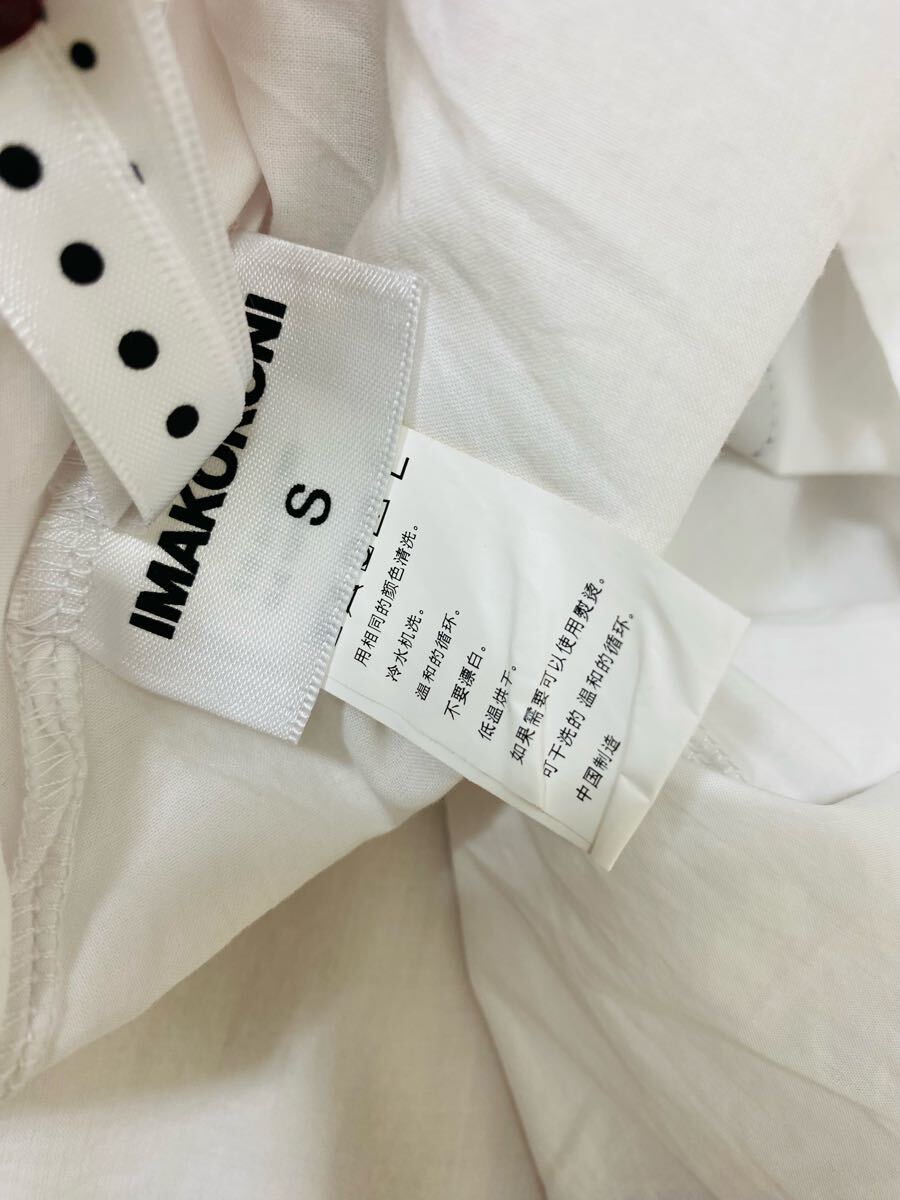 IMAKOKONI
S
用相同的颜色清洗。
冷水机洗。
温和的循环。
不要漂白。
低温烘干。
如果需要可以使用熨烫。
可干洗的 温和的循环。
中国制造